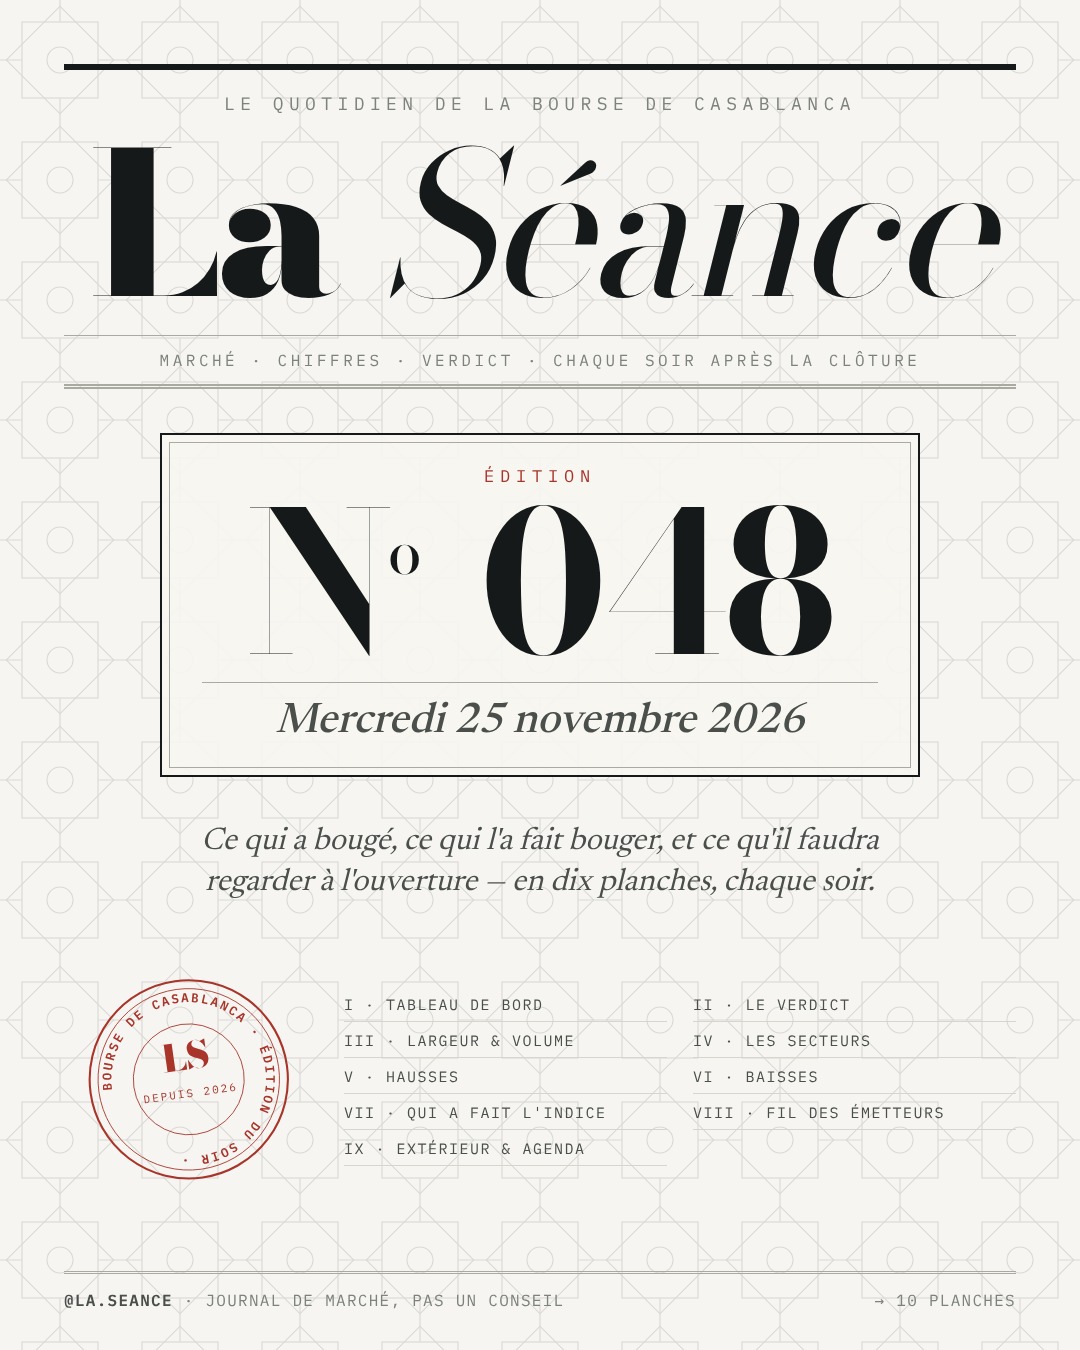 LE QUOTIDIEN DE LA BOURSE DE CASABLANCA
La Séance
MARCHÉ · CHIFFRES · VERDICT · CHAQUE SOIR APRÈS LA CLÔTURE
ÉDITION
Nº 048
Mercredi 25 novembre 2026
Ce qui a bougé, ce qui l'a fait bouger, et ce qu'il faudra
regarder à l'ouverture — en dix planches, chaque soir.
BOURSE DE CASABLANCA · ÉDITION DU SOIR ·
LS
DEPUIS 2026
I · TABLEAU DE BORD
II · LE VERDICT
III · LARGEUR & VOLUME
IV · LES SECTEURS
V · HAUSSES
VI · BAISSES
VII · QUI A FAIT L'INDICE
VIII · FIL DES ÉMETTEURS
IX · EXTÉRIEUR & AGENDA
@LA.SEANCE · JOURNAL DE MARCHÉ, PAS UN CONSEIL
→ 10 PLANCHES